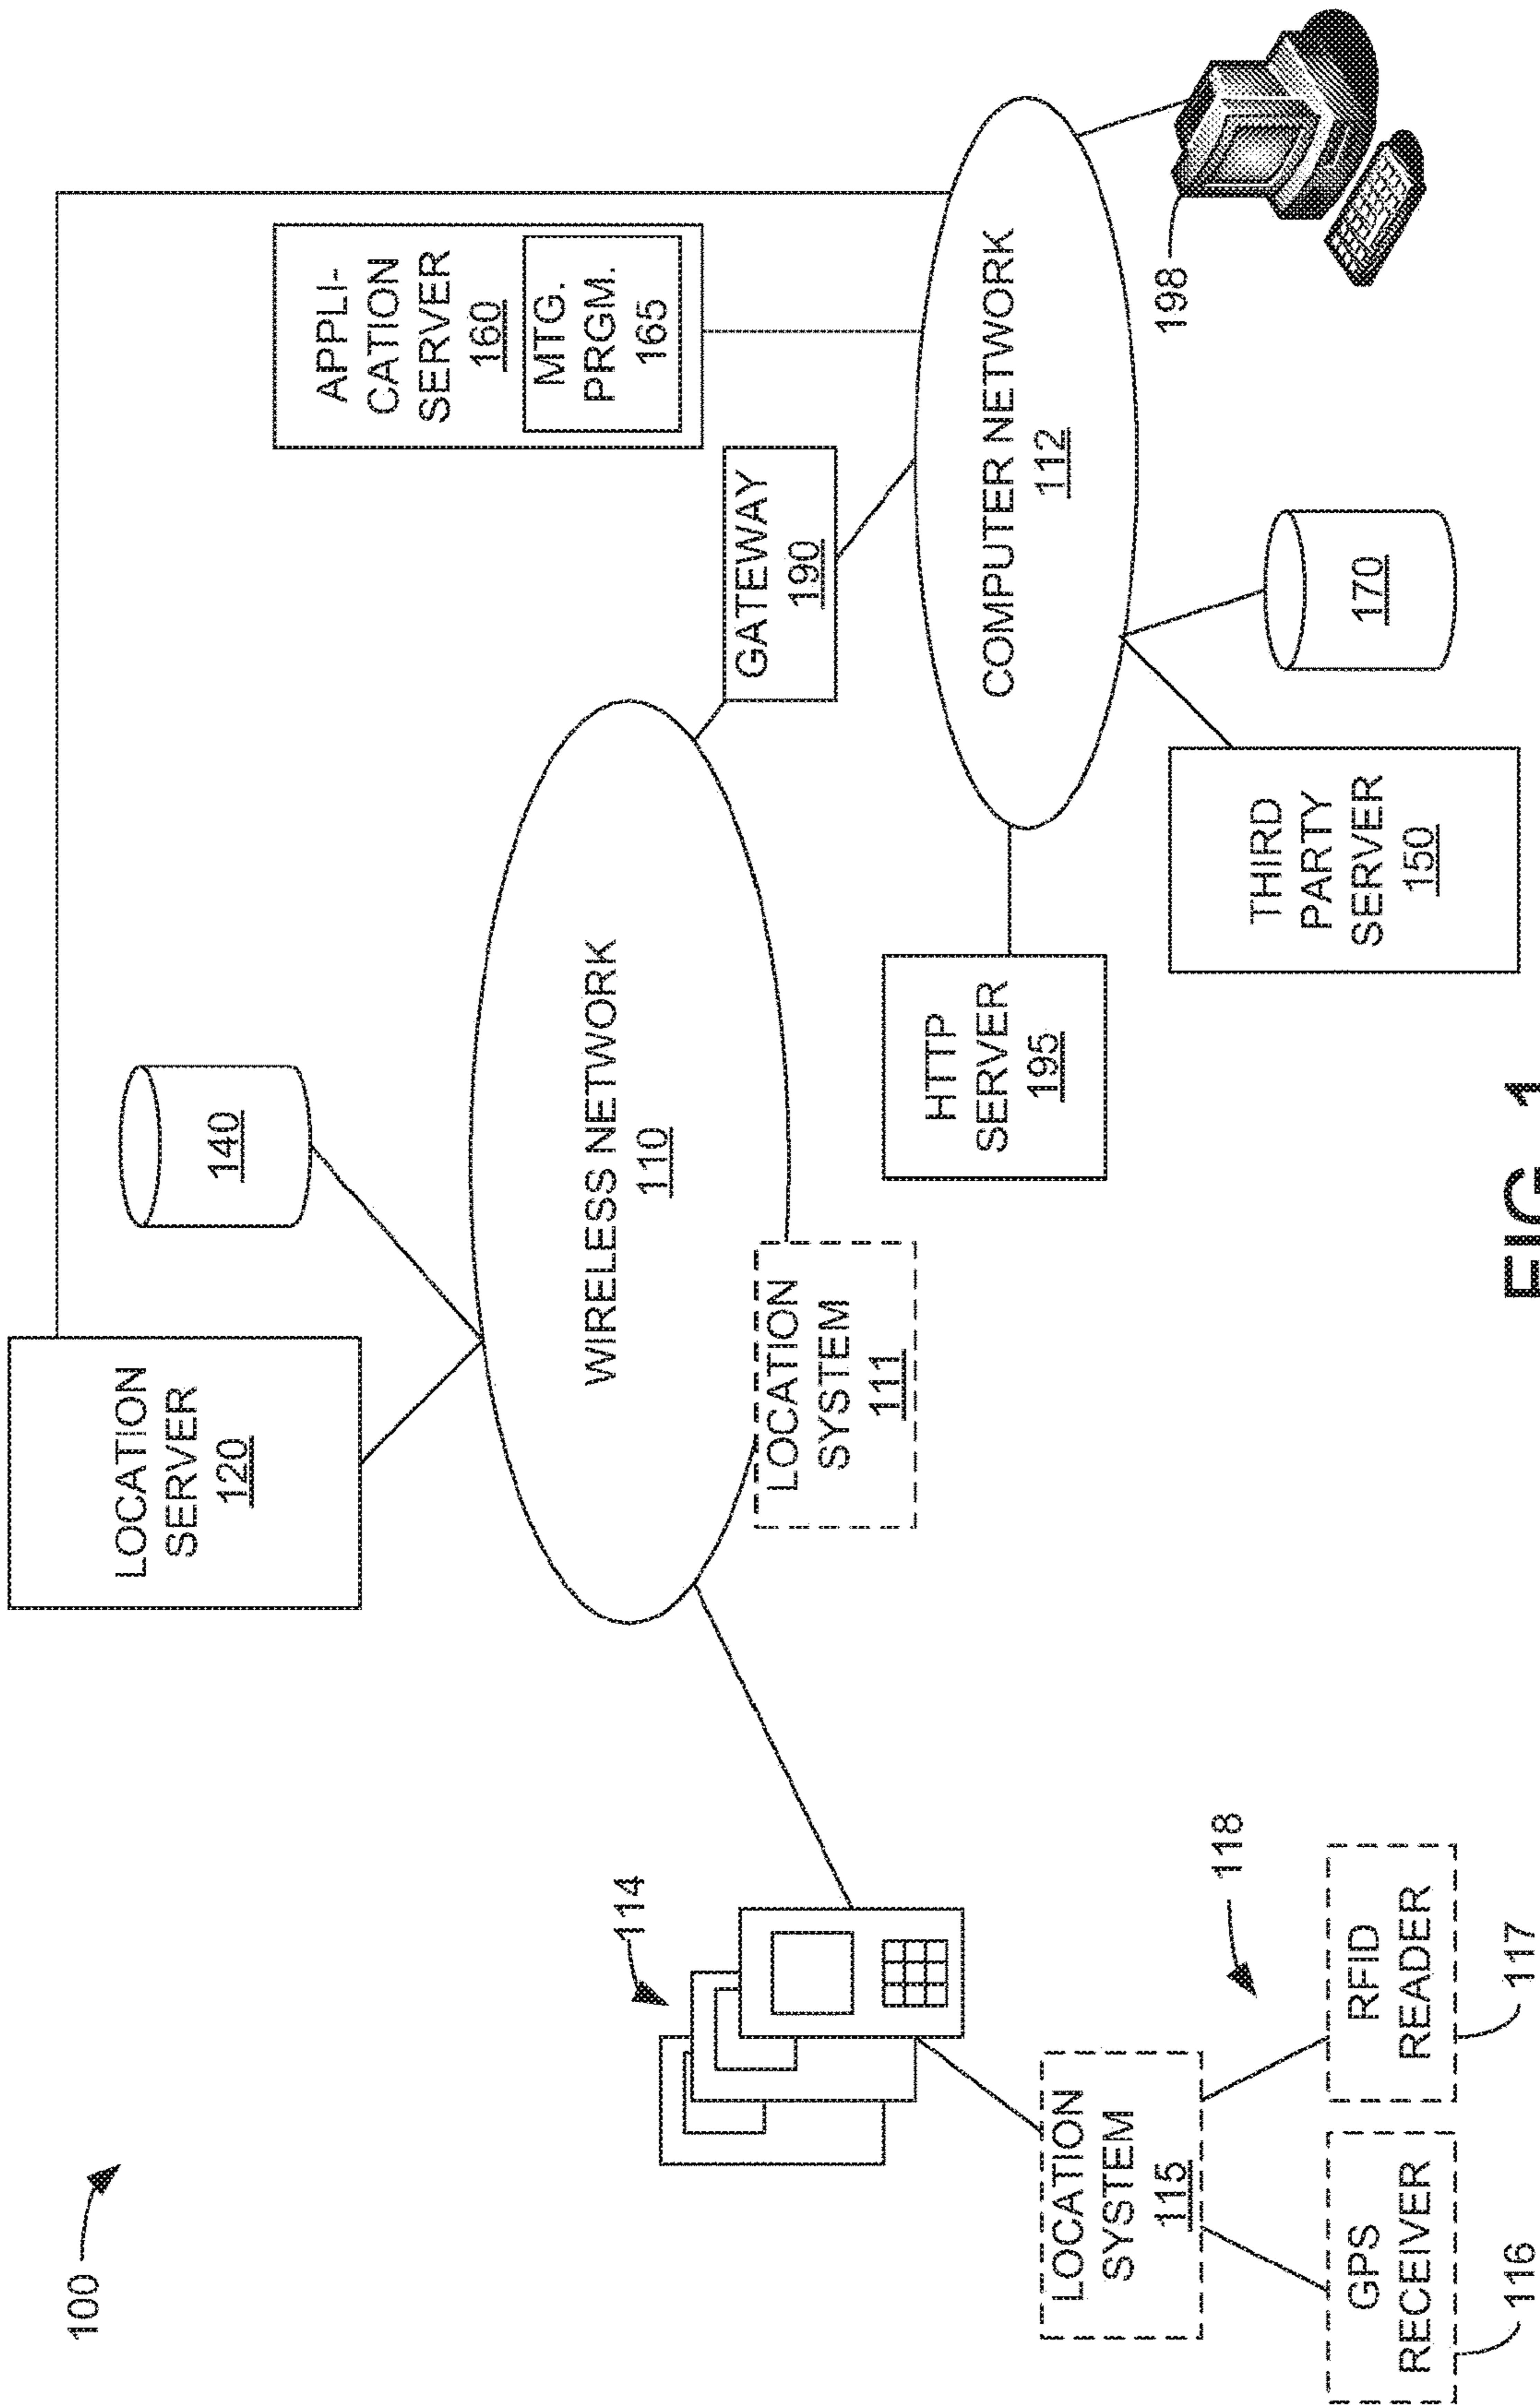 100
LOCATION
SERVER
120
140
APPLI-
CATION
SERVER
160
MTG.
PRGM.
165
WIRELESS NETWORK
110
GATEWAY
190
LOCATION
SYSTEM
111
114
COMPUTER NETWORK
112
HTTP
SERVER
195
198
LOCATION
SYSTEM
115
118
THIRD
PARTY
SERVER
150
170
GPS
RECEIVER
116
RFID
READER
117
FIG. 1